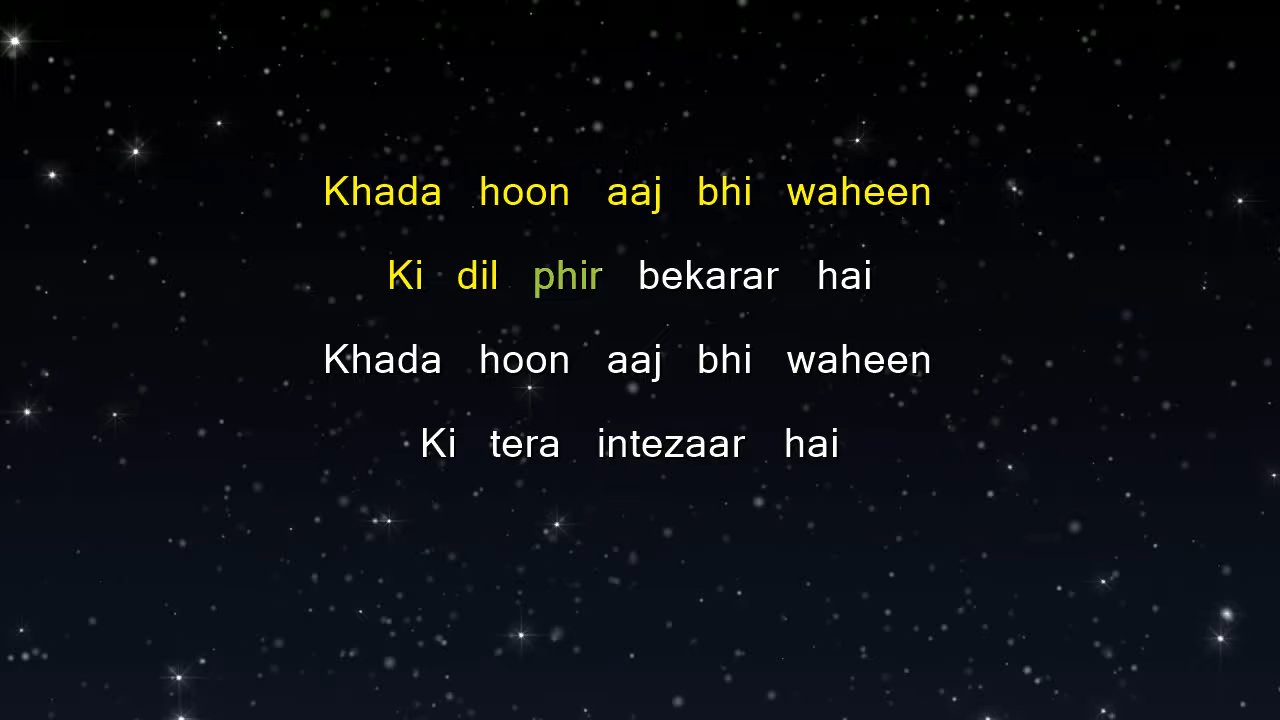 Khada hoon aaj bhi waheen
Ki dil phir bekarar hai
Khada hoon aaj bhi waheen
Ki tera intezaar hai